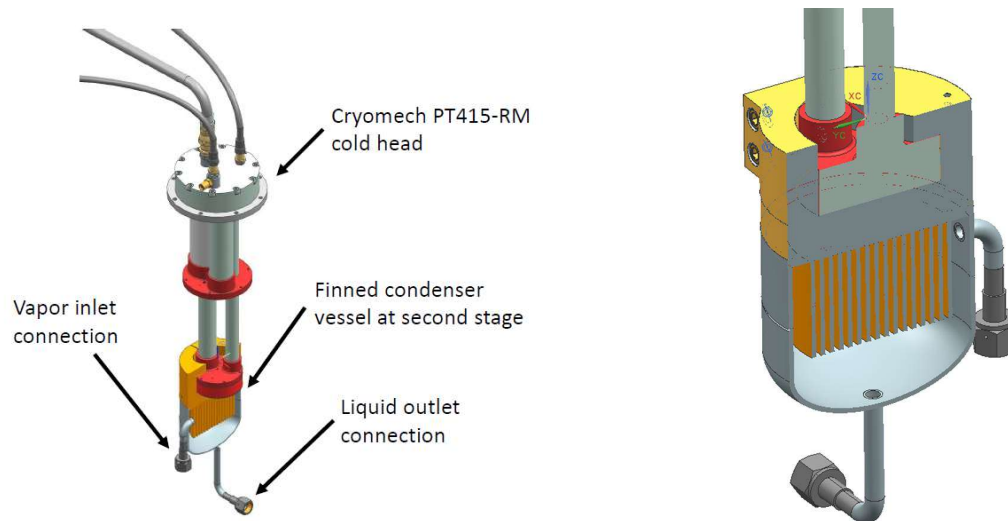 Cryomech PT415-RM
cold head
Vapor inlet
connection
Finned condenser
vessel at second stage
Liquid outlet
connection
ZC
XC
YC